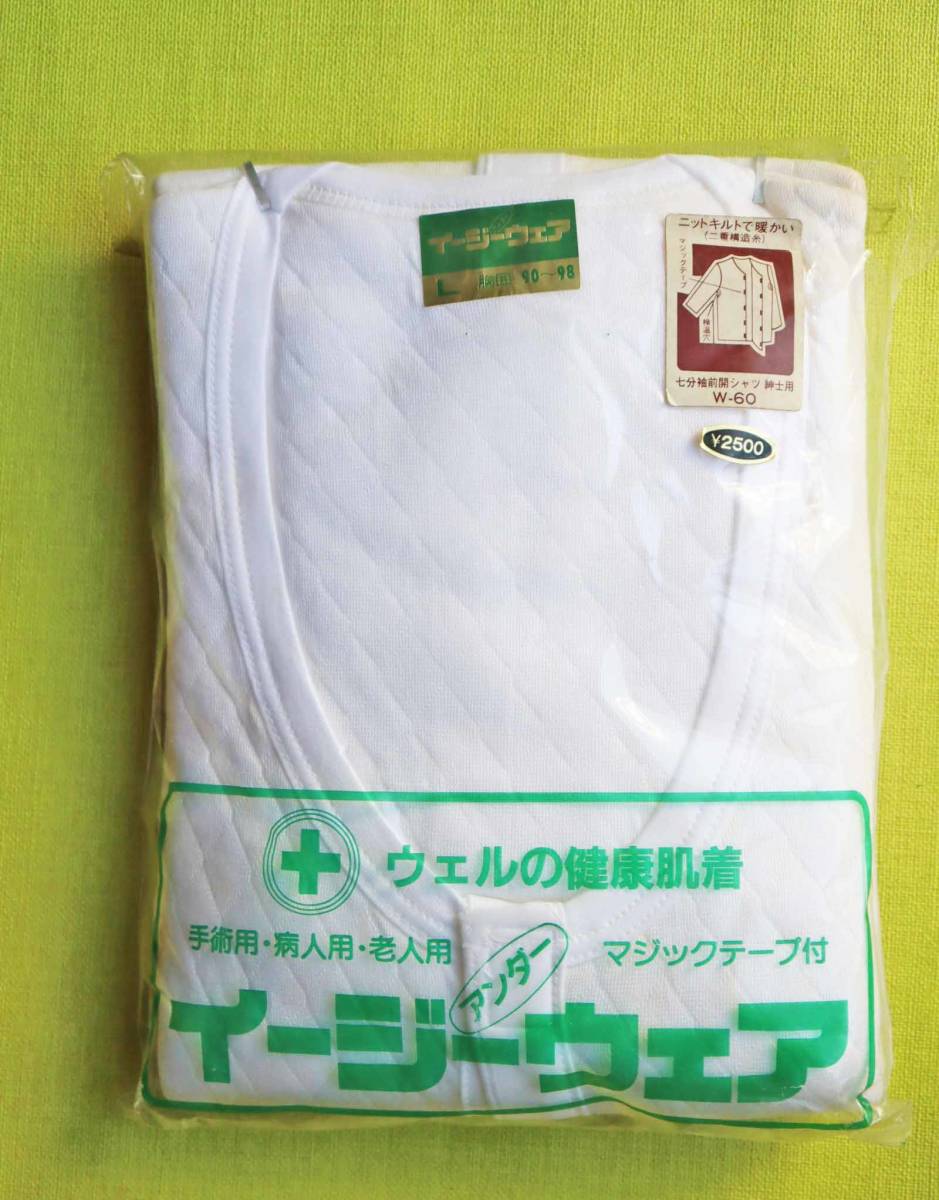 イージーウェア
L 胸囲 90～98
ニットキルトで暖かい
(二重構造糸)
マジックテープ
検温穴
七分袖前開シャツ 紳士用
W-60
¥2500
ウェルの健康肌着
手術用・病人用・老人用
マジックテープ付
アンダー
イージーウェア